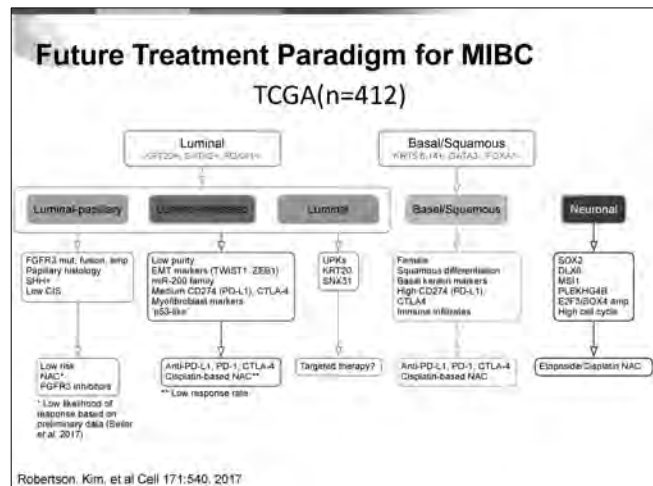 Future Treatment Paradigm for MIBC
TCGA(n=412)
Luminal
Basal/Squamous
Luminal-papillary
Luminal
Basal/Squamous
Neuronal
FGFR3 mut, fusion, amp
Papillary histology
SHH+
Low CIS
Low purity
EMT markers (TWIST1, ZEB1)
miR-200 family
Medium CD274 (PD-L1), CTLA-4
Myofibroblast markers
'p53-like'
UPKs
KRT20
SNX31
Female
Squamous differentiation
Basal keratin markers
High CD274 (PD-L1),
CTLA4
Immune infiltrates
SOX2
DLX6
MSI1
PLEKHG4B
E2F3/SOX4 amp
High cell cycle
Low risk
NAC*
FGFR3 inhibitors
Anti-PD-L1, PD-1, CTLA-4
Cisplatin-based NAC**
Targeted therapy?
Anti-PD-L1, PD-1, CTLA-4
Cisplatin-based NAC
Etoposide/Cisplatin NAC
* Low likelihood of
response based on
preliminary data (Seiler
et al. 2017)
** Low response rate
Robertson, Kim, et al Cell 171:540, 2017